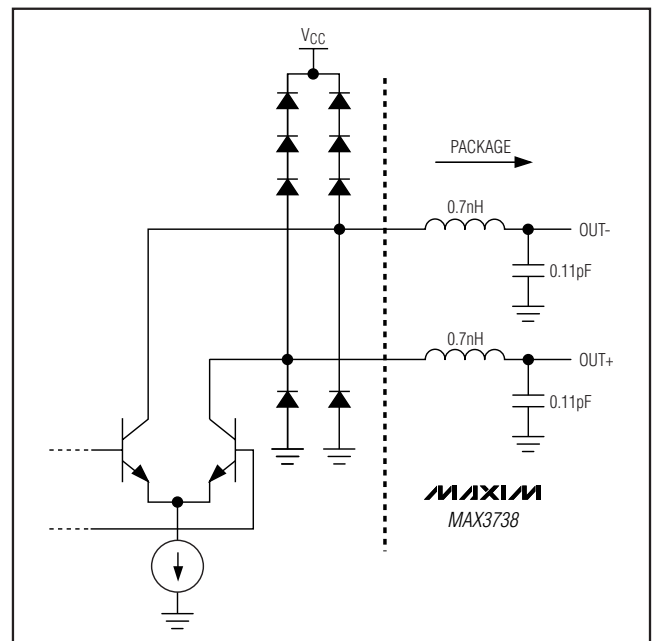 VCC
PACKAGE
0.7nH
OUT-
0.11pF
0.7nH
OUT+
0.11pF
MAXIM
MAX3738